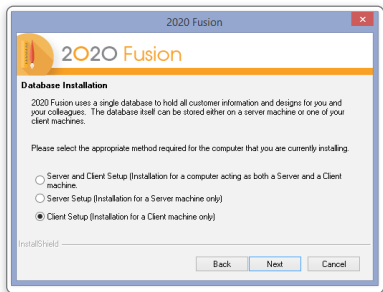 2020 Fusion
2020 Fusion
Database Installation
2020 Fusion uses a single database to hold all customer information and designs for you and
your colleagues. The database itself can be stored either on a server machine or one of your
client machines.
Please select the appropriate method required for the computer that you are currently installing.
Server and Client Setup (Installation for a computer acting as both a Server and a Client
machine.
Server Setup (Installation for a Server machine only)
Client Setup (Installation for a Client machine only)
InstallShield
Back Next Cancel